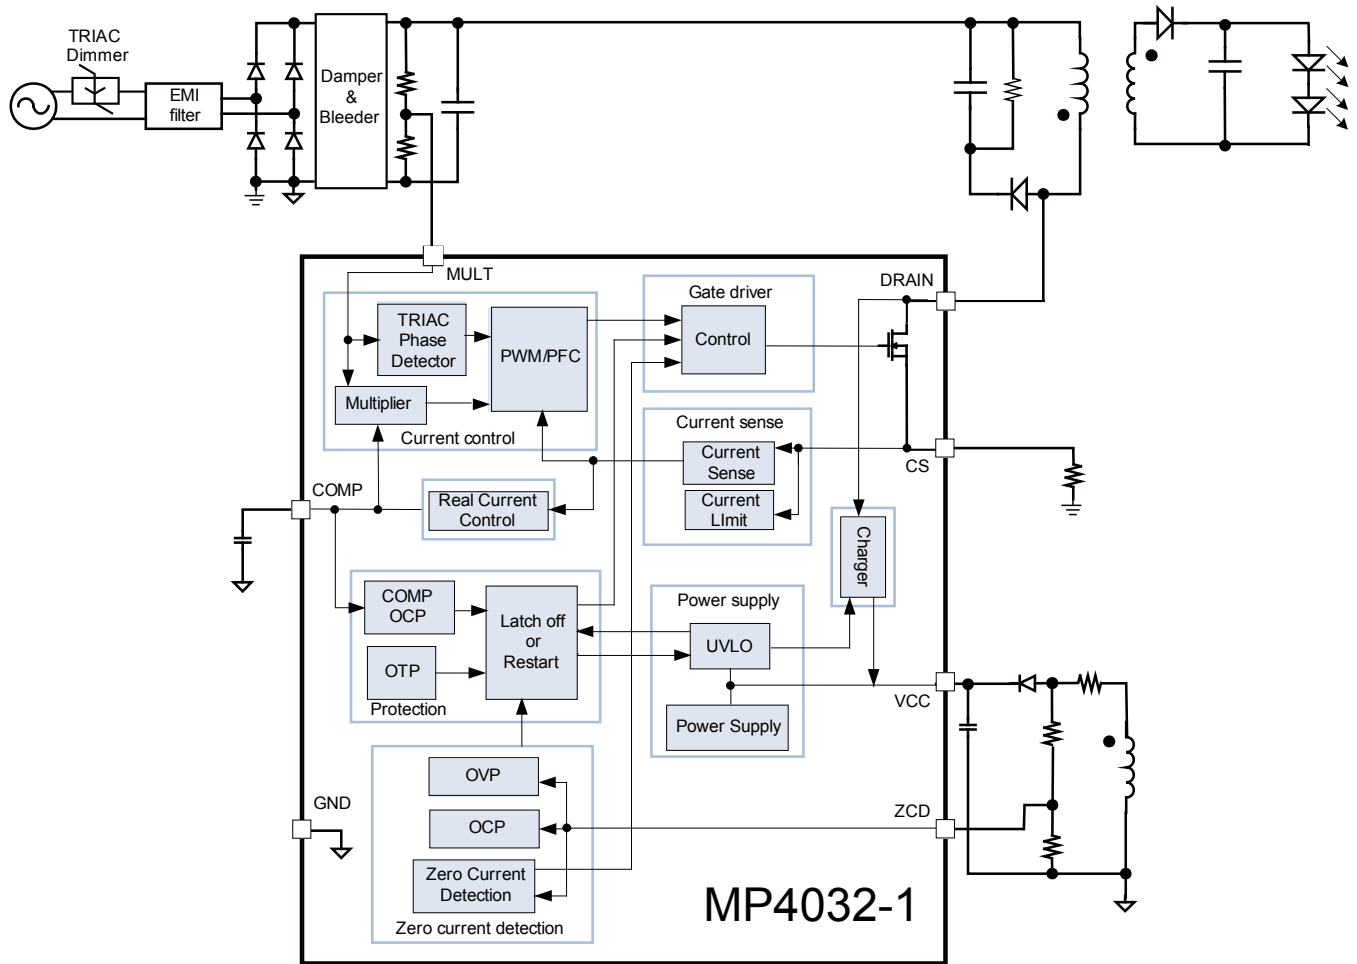 TRIAC
Dimmer
EMI
filter
Damper
&
Bleeder
MULT
DRAIN
Gate driver
Control
TRIAC
Phase
Detector
PWM/PFC
Multiplier
Current control
Current sense
Current
Sense
Current
LImit
CS
COMP
Real Current
Control
Charger
COMP
OCP
Latch off
or
Restart
OTP
Protection
Power supply
UVLO
Power Supply
VCC
OVP
OCP
Zero Current
Detection
Zero current detection
GND
ZCD
MP4032-1